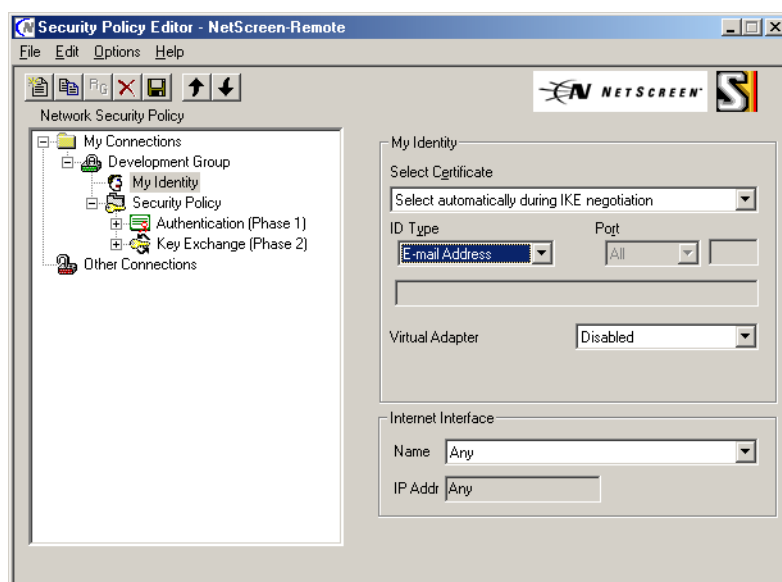 Security Policy Editor - NetScreen-Remote
File Edit Options Help
NETSCREEN
Network Security Policy
My Connections
Development Group
My Identity
Security Policy
Authentication (Phase 1)
Key Exchange (Phase 2)
Other Connections
My Identity
Select Certificate
Select automatically during IKE negotiation
ID Type Port
E-mail Address All
Virtual Adapter Disabled
Internet Interface
Name Any
IP Addr Any